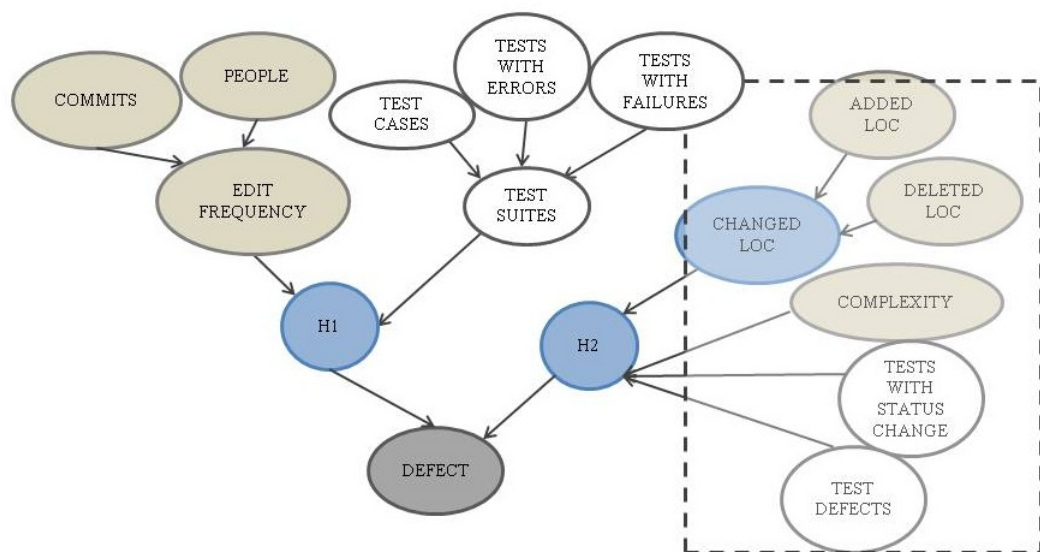 COMMITS
PEOPLE
TEST
CASES
TESTS
WITH
ERRORS
TESTS
WITH
FAILURES
ADDED
LOC
DELETED
LOC
EDIT
FREQUENCY
TEST
SUITES
CHANGED
LOC
COMPLEXITY
H1
H2
TESTS
WITH
STATUS
CHANGE
DEFECT
TEST
DEFECTS